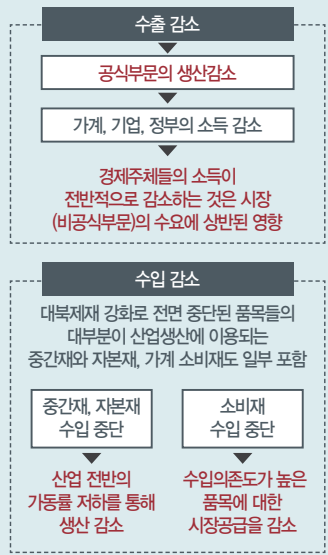 수출 감소
공식부문의 생산감소
가계, 기업, 정부의 소득 감소
경제주체들의 소득이
전반적으로 감소하는 것은 시장
(비공식부문)의 수요에 상반된 영향
수입 감소
대북제재 강화로 전면 중단된 품목들의
대부분이 산업생산에 이용되는
중간재와 자본재, 가계 소비재도 일부 포함
중간재, 자본재
수입 중단
산업 전반의
가동률 저하를 통해
생산 감소
소비재
수입 중단
수입의존도가 높은
품목에 대한
시장공급을 감소